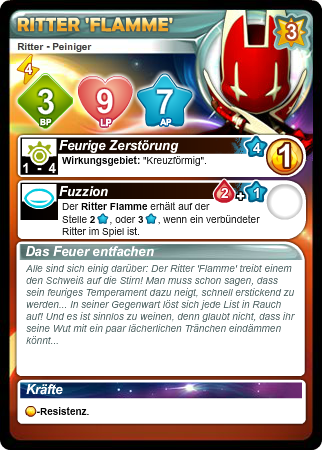 RITTER 'FLAMME'
3
Ritter - Peiniger
4
3
BP
9
LP
7
AP
Feurige Zerstörung
4
1
1 - 4
Wirkungsgebiet: "Kreuzförmig".
Fuzzion
2 + 1
Der Ritter Flamme erhält auf der
Stelle 2, oder 3, wenn ein verbündeter
Ritter im Spiel ist.
Das Feuer entfachen
Alle sind sich einig darüber: Der Ritter 'Flamme' treibt einem
den Schweiß auf die Stirn! Man muss schon sagen, dass
sein feuriges Temperament dazu neigt, schnell erstickend zu
werden... In seiner Gegenwart löst sich jede List in Rauch
auf! Und es ist sinnlos zu weinen, denn glaubt nicht, dass ihr
seine Wut mit ein paar lächerlichen Tränchen eindämmen
könnt...
Kräfte
-Resistenz.